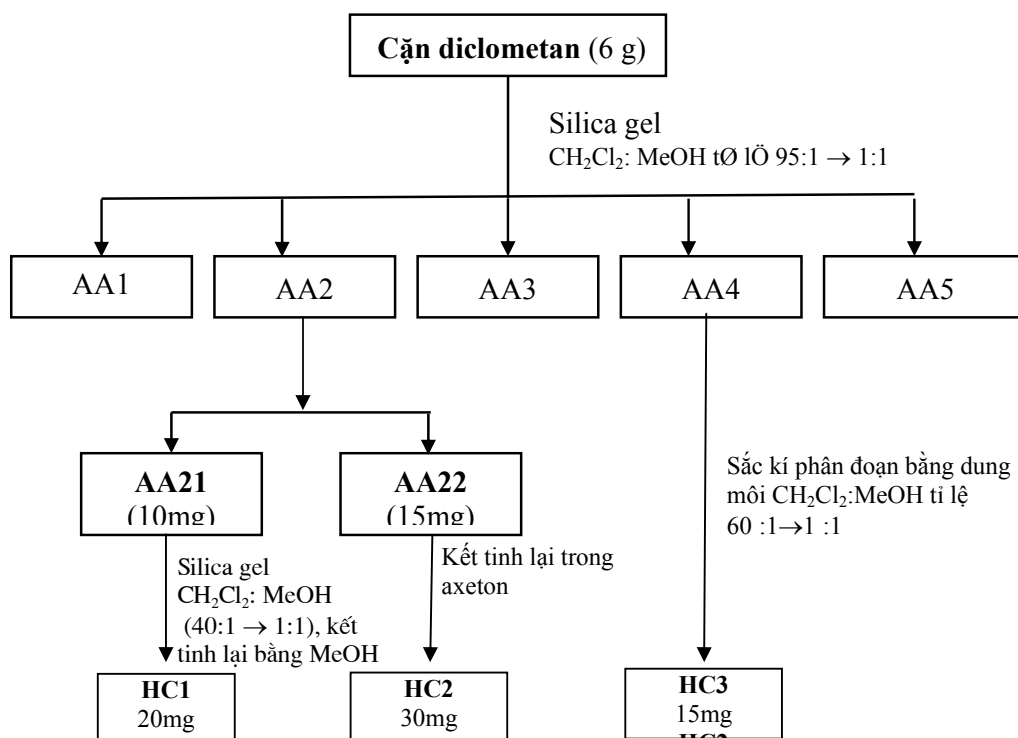 Cặn diclometan (6 g)
Silica gel
CH₂Cl₂: MeOH tØ lÖ 95:1 → 1:1
AA1
AA2
AA3
AA4
AA5
AA21
(10mg)
AA22
(15mg)
Sắc kí phân đoạn bằng dung
môi CH₂Cl₂:MeOH tỉ lệ
60 :1→1 :1
Silica gel
CH₂Cl₂: MeOH
(40:1 → 1:1), kết
tinh lại bằng MeOH
Kết tinh lại trong
axeton
HC1
20mg
HC2
30mg
HC3
15mg